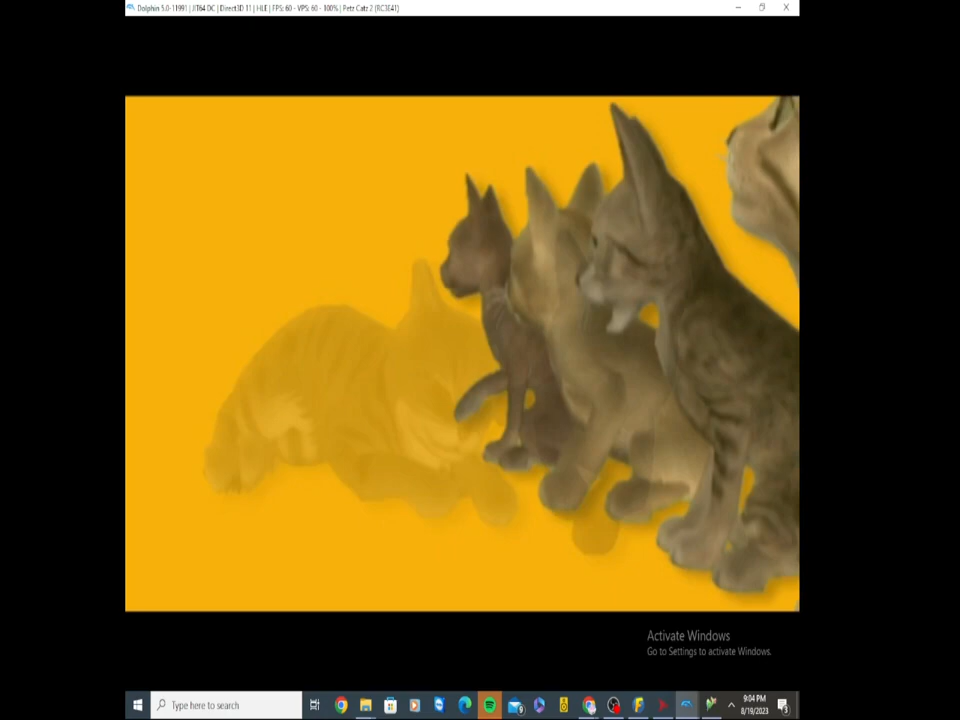 Dolphin 5.0-11991 | JIT64 DC | Direct3D 11 | HLE | FPS: 60 - VPS: 60 - 100% | Petz Catz 2 (RC3E41)
Activate Windows
Go to Settings to activate Windows.
Type here to search
9:04 PM
8/19/2023